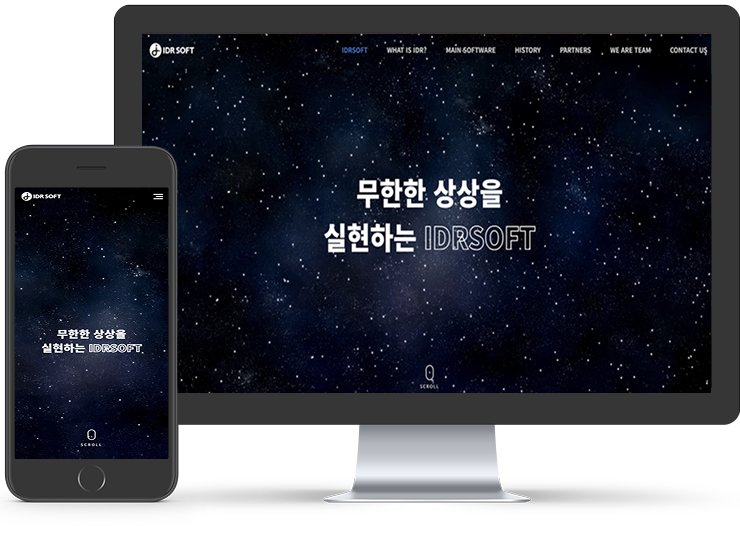 IDR SOFT
IDRSOFT WHAT IS IDR? MAIN SOFTWARE HISTORY PARTNERS WE ARE TEAM CONTACT US
무한한 상상을
실현하는 IDRSOFT
SCROLL
IDR SOFT
무한한 상상을
실현하는 IDRSOFT
SCROLL